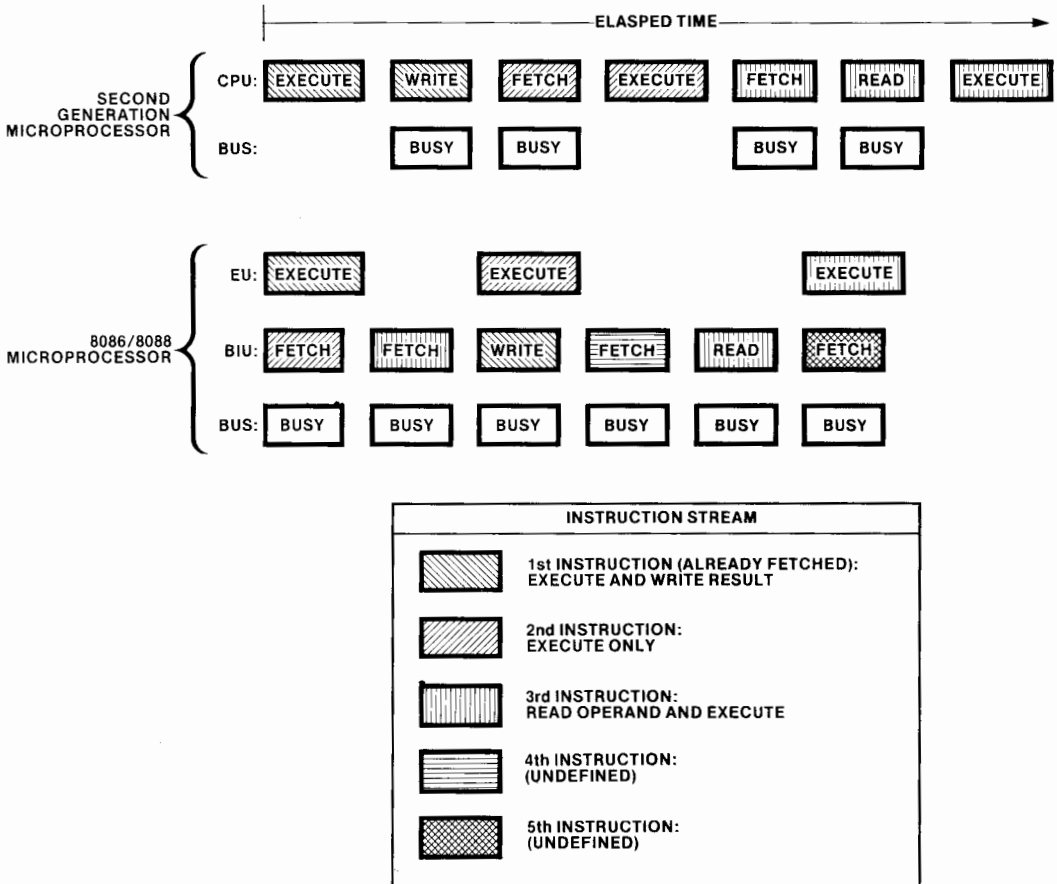 ELASPED TIME
SECOND
GENERATION
MICROPROCESSOR
CPU: EXECUTE WRITE FETCH EXECUTE FETCH READ EXECUTE
BUS: BUSY BUSY BUSY BUSY
8086/8088
MICROPROCESSOR
EU: EXECUTE EXECUTE EXECUTE
BIU: FETCH FETCH WRITE FETCH READ FETCH
BUS: BUSY BUSY BUSY BUSY BUSY BUSY
INSTRUCTION STREAM
1st INSTRUCTION (ALREADY FETCHED):
EXECUTE AND WRITE RESULT
2nd INSTRUCTION:
EXECUTE ONLY
3rd INSTRUCTION:
READ OPERAND AND EXECUTE
4th INSTRUCTION:
(UNDEFINED)
5th INSTRUCTION:
(UNDEFINED)